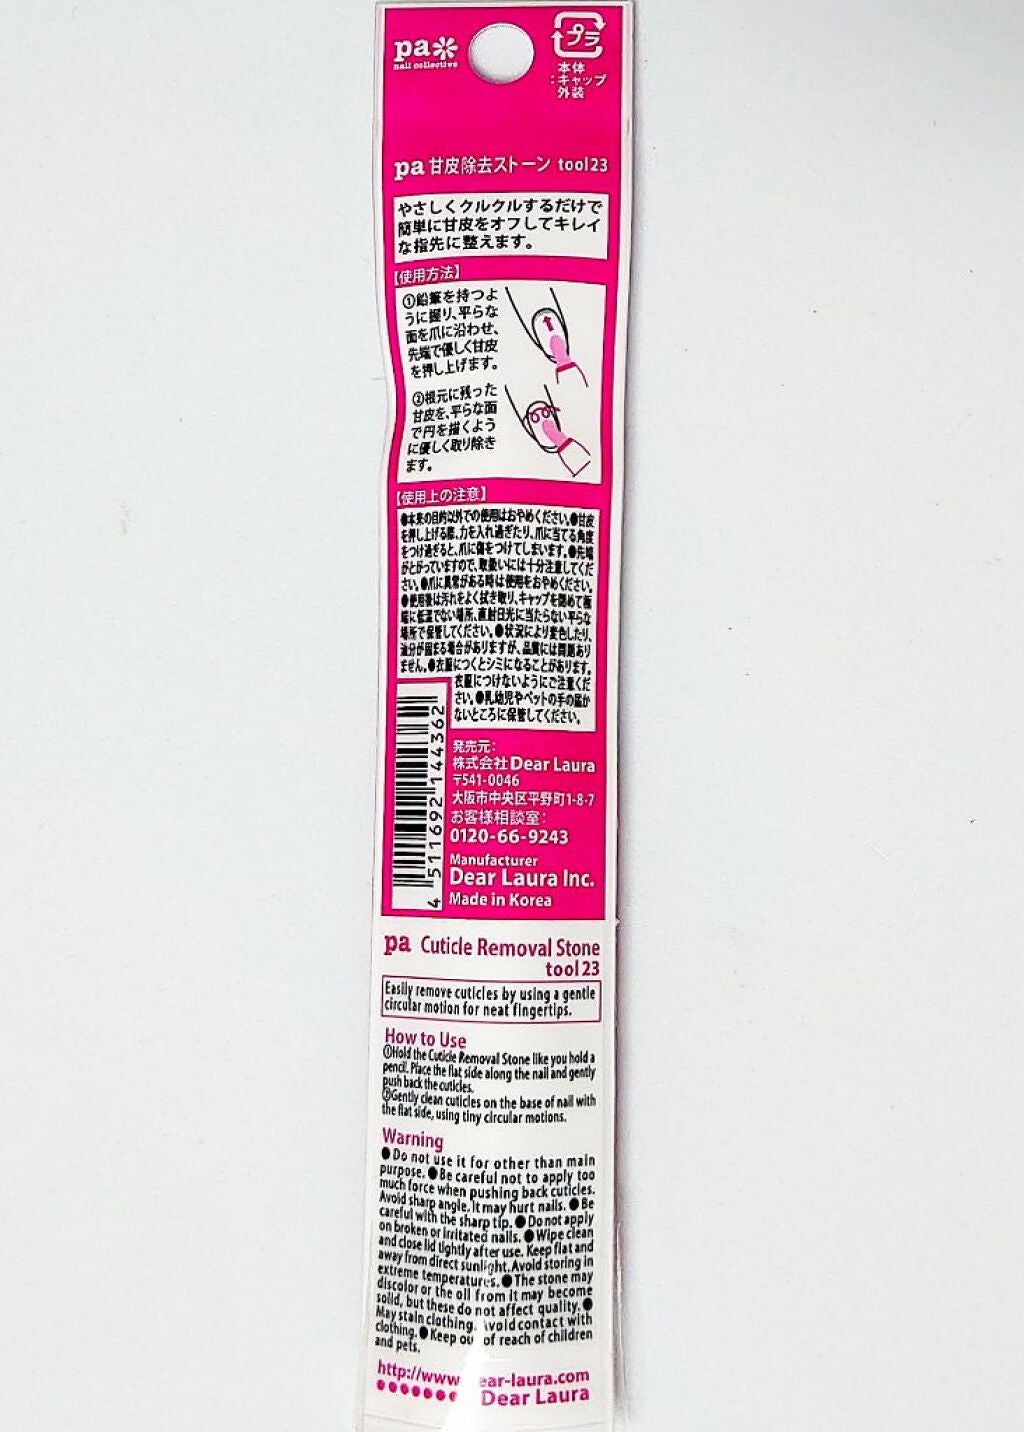 pa
nail collective
プラ
本体
:キャップ
外装
pa 甘皮除去ストーン tool23
やさしくクルクルするだけで
簡単に甘皮をオフしてキレイ
な指先に整えます。
【使用方法】
①鉛筆を持つよ
うに握り、平らな
面を爪に沿わせ、
先端で優しく甘皮
を押し上げます。
②根元に残った
甘皮を、平らな面
で円を描くよう
に優しく取り除き
ます。
【使用上の注意】
●本来の目的以外での使用はおやめください。●甘皮
を押し上げる際、力を入れ過ぎたり、爪に当てる角度
をつけ過ぎると、爪に傷をつけてしまいます。●先端
がとがっていますので、取扱いには十分注意してくだ
さい。●爪に異常がある時は使用をおやめください。
●使用後は汚れをよく拭き取り、キャップを閉めて極
端に低温でない場所、直射日光に当たらない平らな
場所で保管してください。●状況により変色したり、
油分が固まる場合がありますが、品質には問題あり
ません。●衣服につくとシミになることがあります。
衣服につけないようにご注意くだ
さい。●乳幼児やペットの手の届か
ないところに保管してください。
4 511692 144362
発売元:
株式会社 Dear Laura
〒541-0046
大阪市中央区平野町1-8-7
お客様相談室:
0120-66-9243
Manufacturer
Dear Laura Inc.
Made in Korea
pa Cuticle Removal Stone
tool23
Easily remove cuticles by using a gentle
circular motion for neat fingertips.
How to Use
①Hold the Cuticle Removal Stone like you hold a
pencil. Place the flat side along the nail and gently
push back the cuticles.
②Gently clean cuticles on the base of nail with
the flat side, using tiny circular motions.
Warning
●Do not use it for other than main
purpose. ●Be careful not to apply too
much force when pushing back cuticles.
Avoid sharp angle. It may hurt nails. ●Be
careful with the sharp tip. ●Do not apply
on broken or irritated nails. ●Wipe clean
and close lid tightly after use. Keep flat and
away from direct sunlight. Avoid storing in
extreme temperatures. ●The stone may
discolor or the oil from it may become
solid, but these do not affect quality. ●
May stain clothing. Avoid contact with
clothing. ●Keep out of reach of children
and pets.
http://www ear-laura.com
Dear Laura